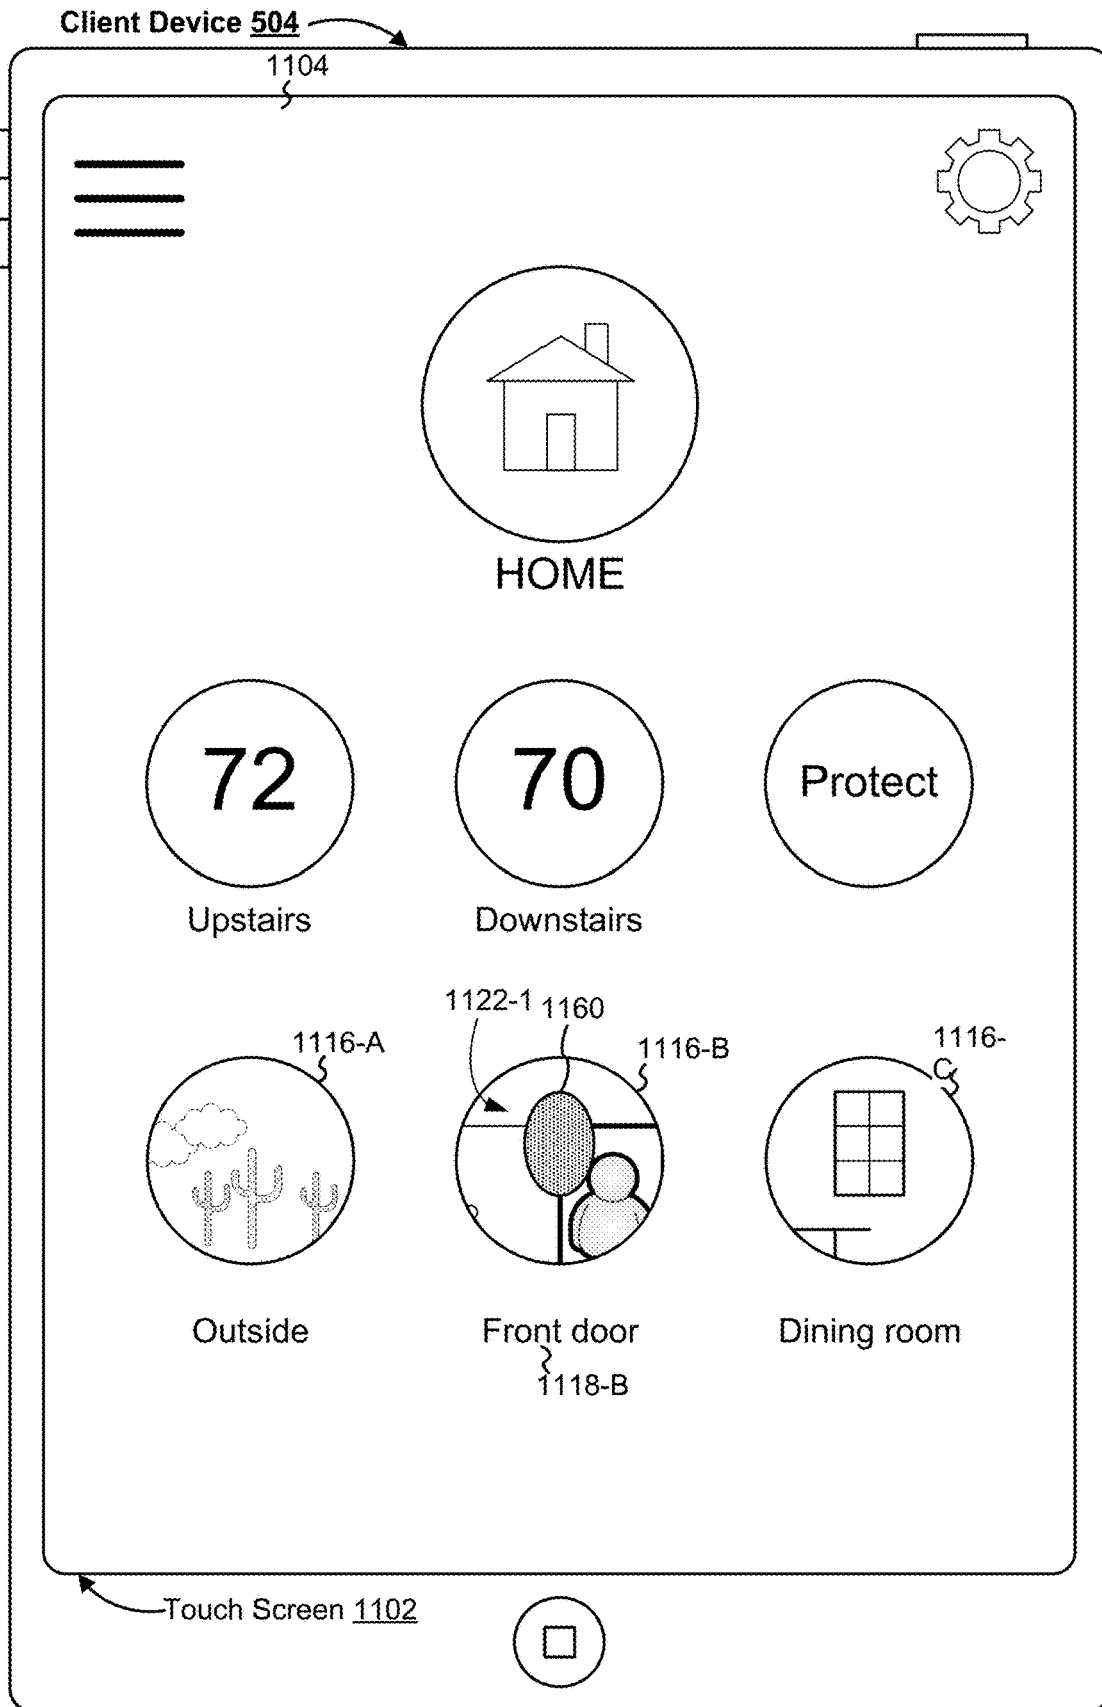 Client Device 504
1104
HOME
72
70
Protect
Upstairs
Downstairs
1122-1
1160
1116-A
1116-B
1116-
C
Outside
Front door
Dining room
1118-B
Touch Screen 1102